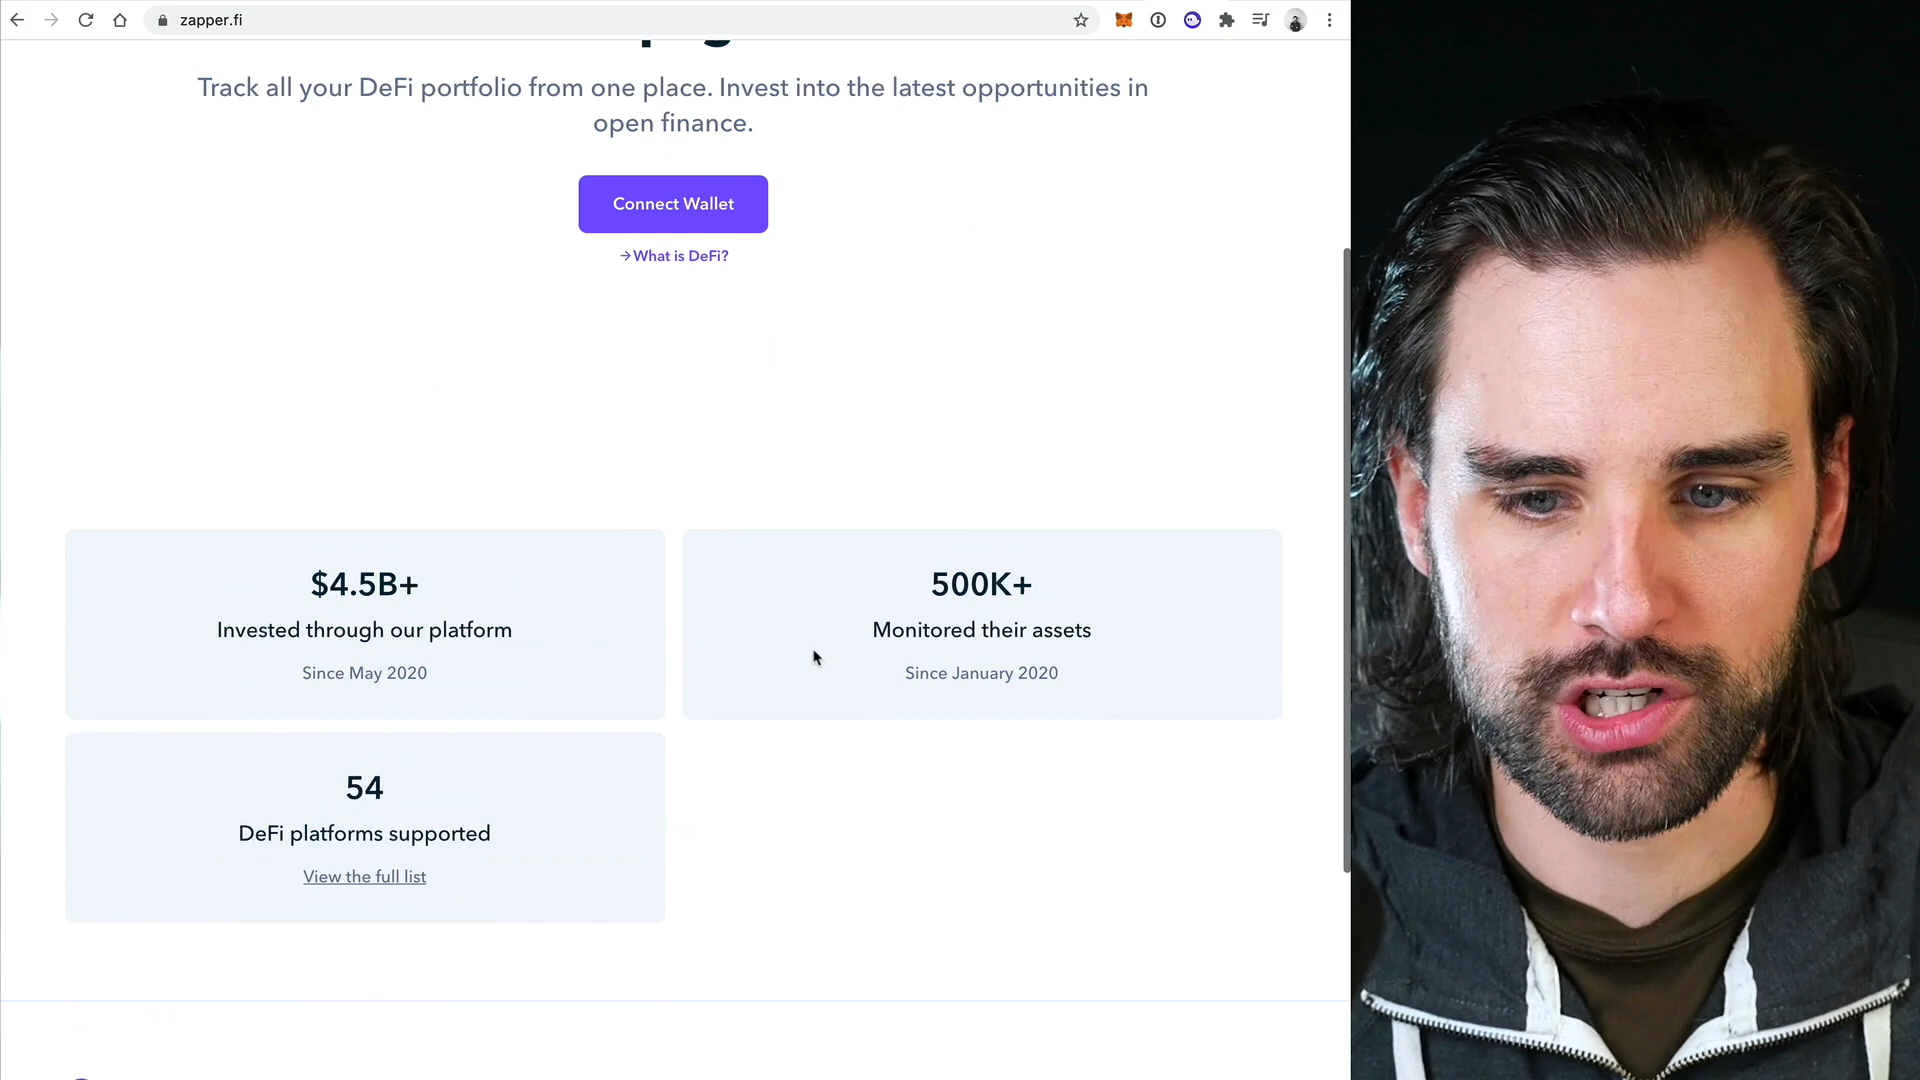 zapper.fi
Track all your DeFi portfolio from one place. Invest into the latest opportunities in
open finance.
Connect Wallet
→What is DeFi?
$4.5B+
Invested through our platform
Since May 2020
500K+
Monitored their assets
Since January 2020
54
DeFi platforms supported
View the full list